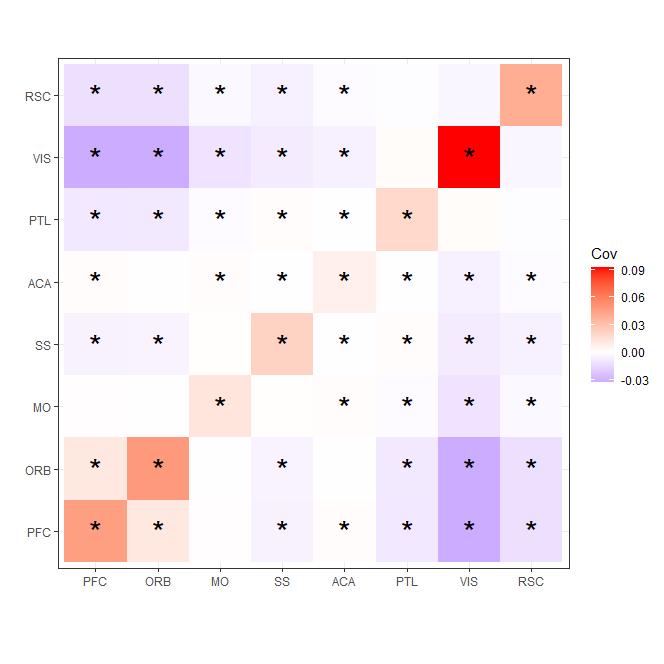 RSC * * * * * *
VIS * * * * * *
PTL * * * * * *
ACA * * * * * * *
SS * * * * * * *
MO * * * * *
ORB * * * * * *
PFC * * * * * * *
PFC ORB MO SS ACA PTL VIS RSC
Cov
0.09
0.06
0.03
0.00
-0.03